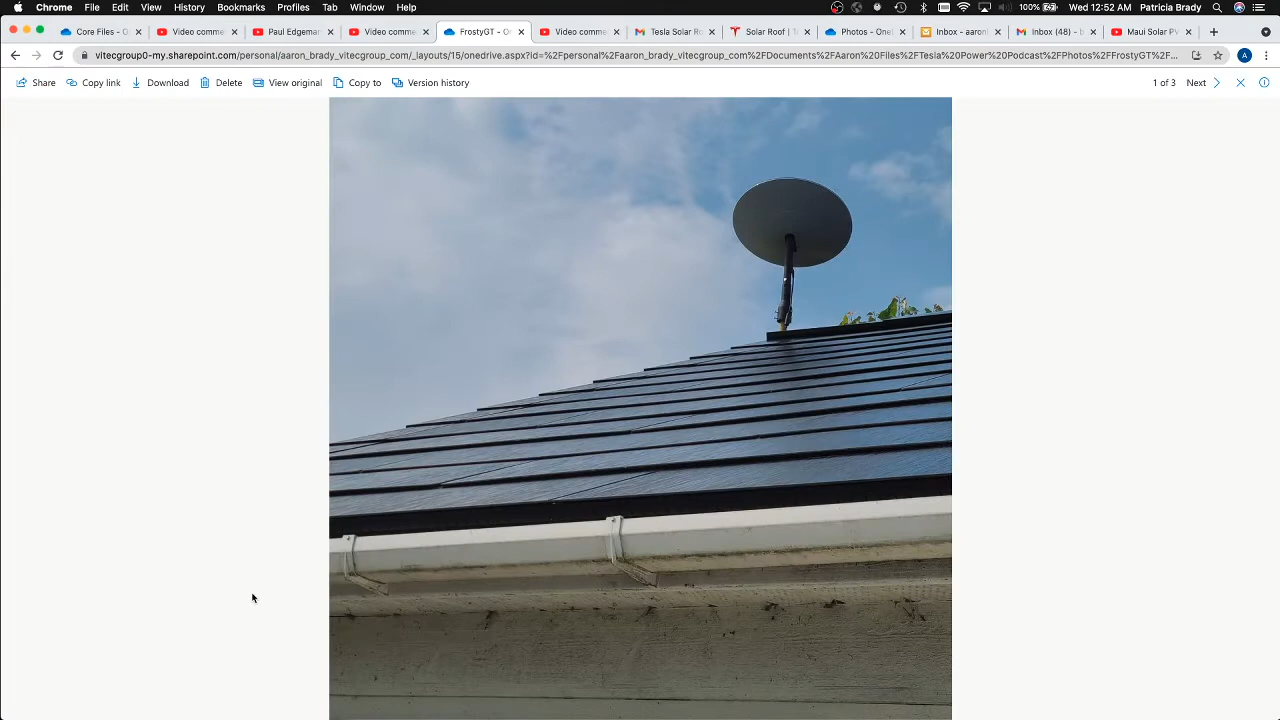 Chrome File Edit View History Bookmarks Profiles Tab Window Help 100% Wed 12:52 AM Patricia Brady
Core Files - O Video comme Paul Edgemar Video comme FrostyGT - O Video comme Tesla Solar Ro Solar Roof | T Photos - OneD Inbox - aaron Inbox (48) - b Maui Solar PV
vitecgroup0-my.sharepoint.com/personal/aaron_brady_vitecgroup_com/_layouts/15/onedrive.aspx?id=%2Fpersonal%2Faaron_brady_vitecgroup_com%2FDocuments%2FAaron%20Files%2FTesla%20Power%20Podcast%2FPhotos%2FFrostyGT%2F... A
Share Copy link Download Delete View original Copy to Version history 1 of 3 Next